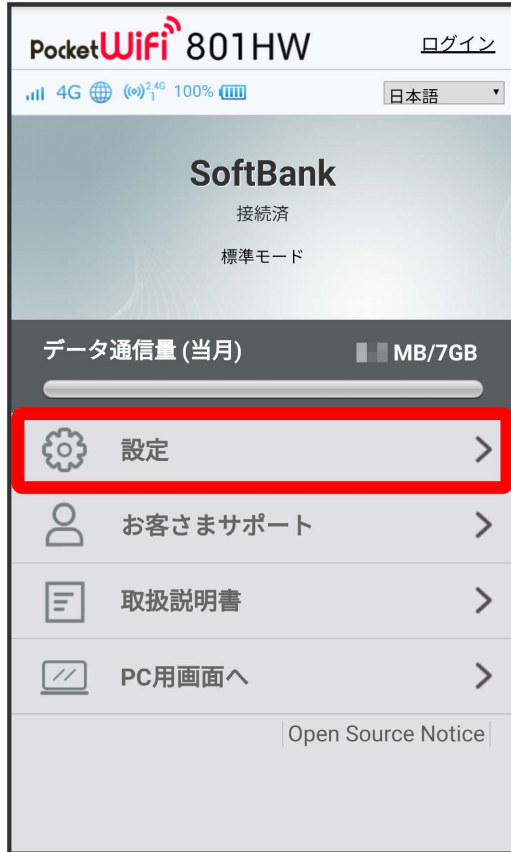 PocketWiFi 801HW ログイン
4G 2.4G 1 100% 日本語
SoftBank
接続済
標準モード
データ通信量 (当月) MB/7GB
設定
お客さまサポート
取扱説明書
PC用画面へ
Open Source Notice